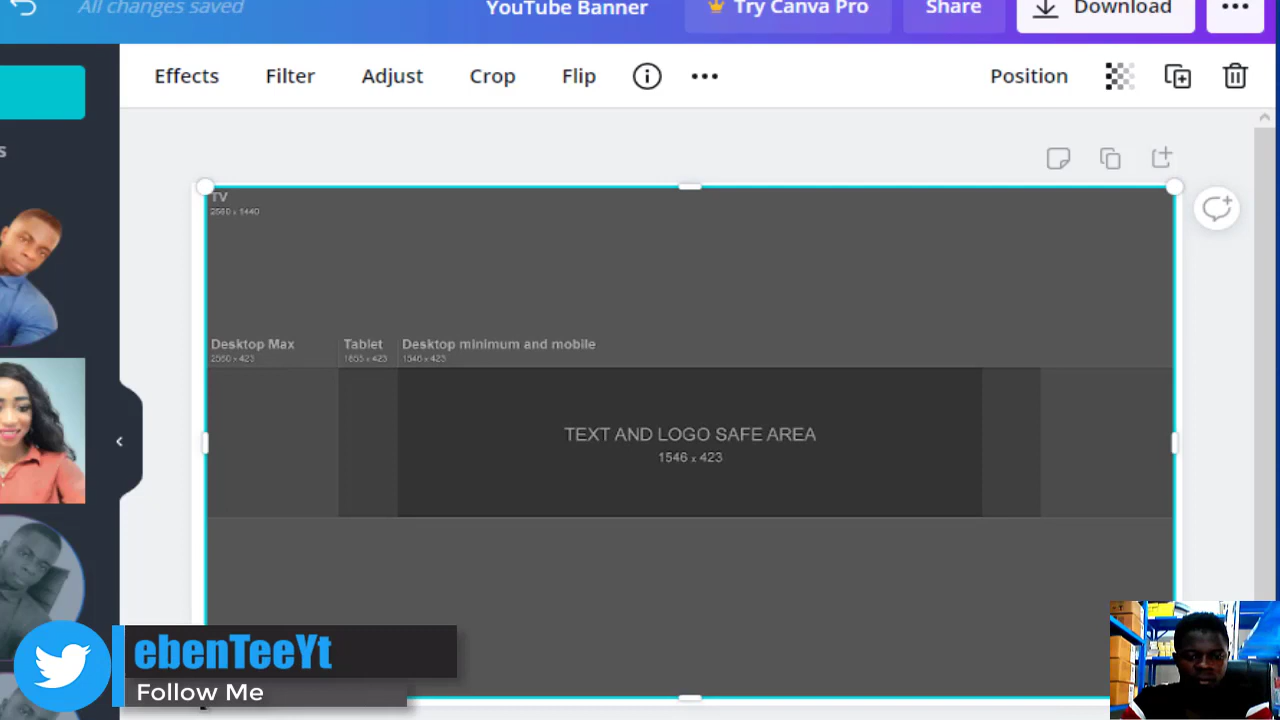 All changes saved
YouTube Banner
Try Canva Pro
Share
Download
Effects
Filter
Adjust
Crop
Flip
Position
s
TV
2560 x 1440
Desktop Max
2560 x 423
Tablet
1855 x 423
Desktop minimum and mobile
1546 x 423
TEXT AND LOGO SAFE AREA
1546 x 423
ebenTeeYt
Follow Me